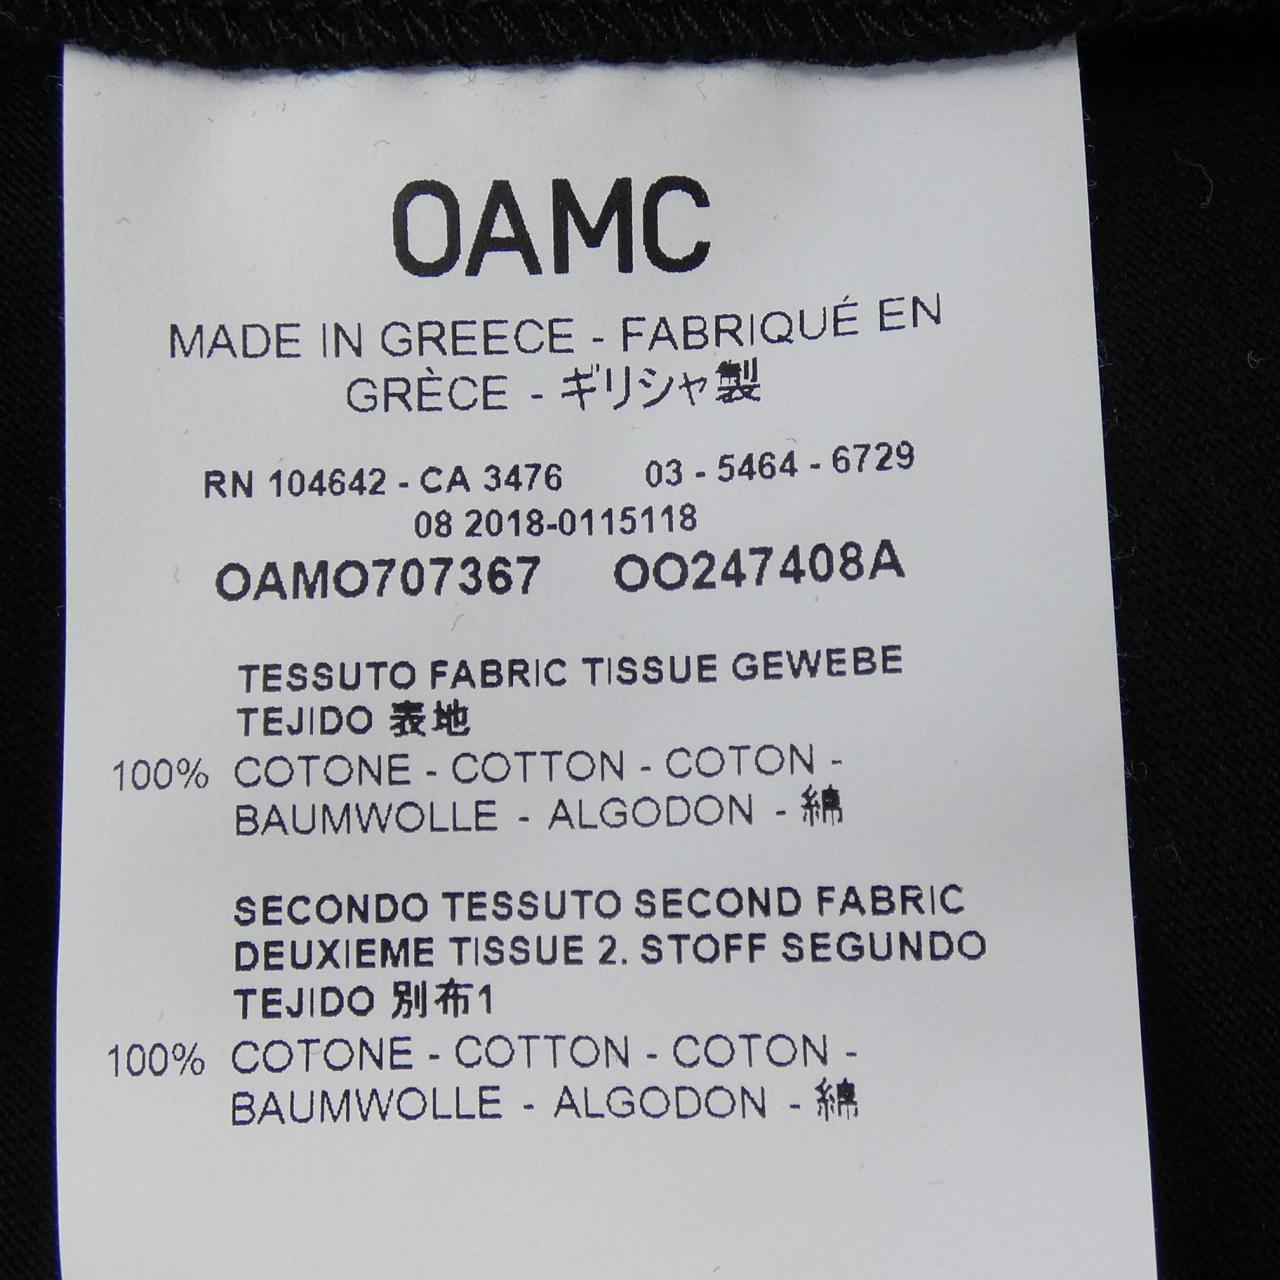 OAMC
MADE IN GREECE - FABRIQUÉ EN
GRÈCE - ギリシャ製
RN 104642 - CA 3476 03 - 5464 - 6729
08 2018-0115118
OAMO707367 OO247408A
TESSUTO FABRIC TISSUE GEWEBE
TEJIDO 表地
100% COTONE - COTTON - COTON -
BAUMWOLLE - ALGODON - 綿
SECONDO TESSUTO SECOND FABRIC
DEUXIEME TISSUE 2. STOFF SEGUNDO
TEJIDO 別布1
100% COTONE - COTTON - COTON -
BAUMWOLLE - ALGODON - 綿